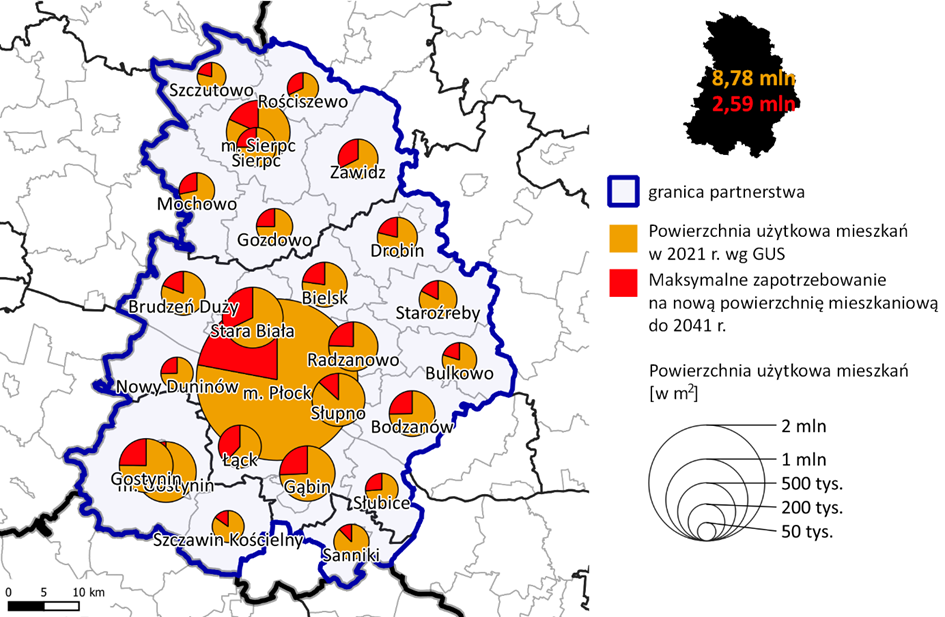 Szczutowo
Rościszewo
m. Sierpc
Sierpc
Zawidz
Mochowo
Gozdowo
Drobin
Brudzeń Duży
Bielsk
Staroźreby
Stara Biała
Radzanowo
Bulkowo
Nowy Duninów
m. Płock
Słupno
Bodzanów
Łąck
Gostynin
m. Gostynin
Gąbin
Słubice
Szczawin Kościelny
Sanniki
0 5 10 km
8,78 mln
2,59 mln
granica partnerstwa
Powierzchnia użytkowa mieszkań
w 2021 r. wg GUS
Maksymalne zapotrzebowanie
na nową powierzchnię mieszkaniową
do 2041 r.
Powierzchnia użytkowa mieszkań
[w m²]
2 mln
1 mln
500 tys.
200 tys.
50 tys.